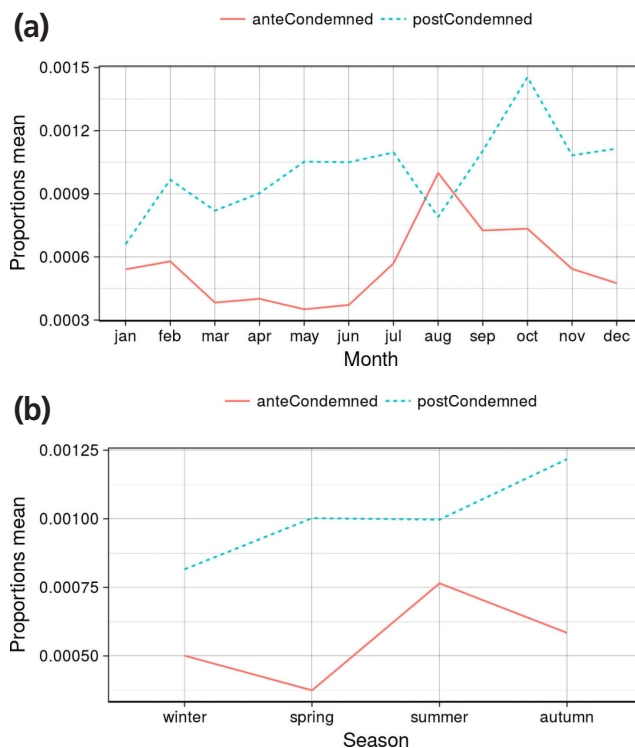 (a)
anteCondemned postCondemned
0.0015
0.0012
0.0009
0.0006
0.0003
Proportions mean
jan feb mar apr may jun jul aug sep oct nov dec
Month
(b)
anteCondemned postCondemned
0.00125
0.00100
0.00075
0.00050
Proportions mean
winter spring summer autumn
Season